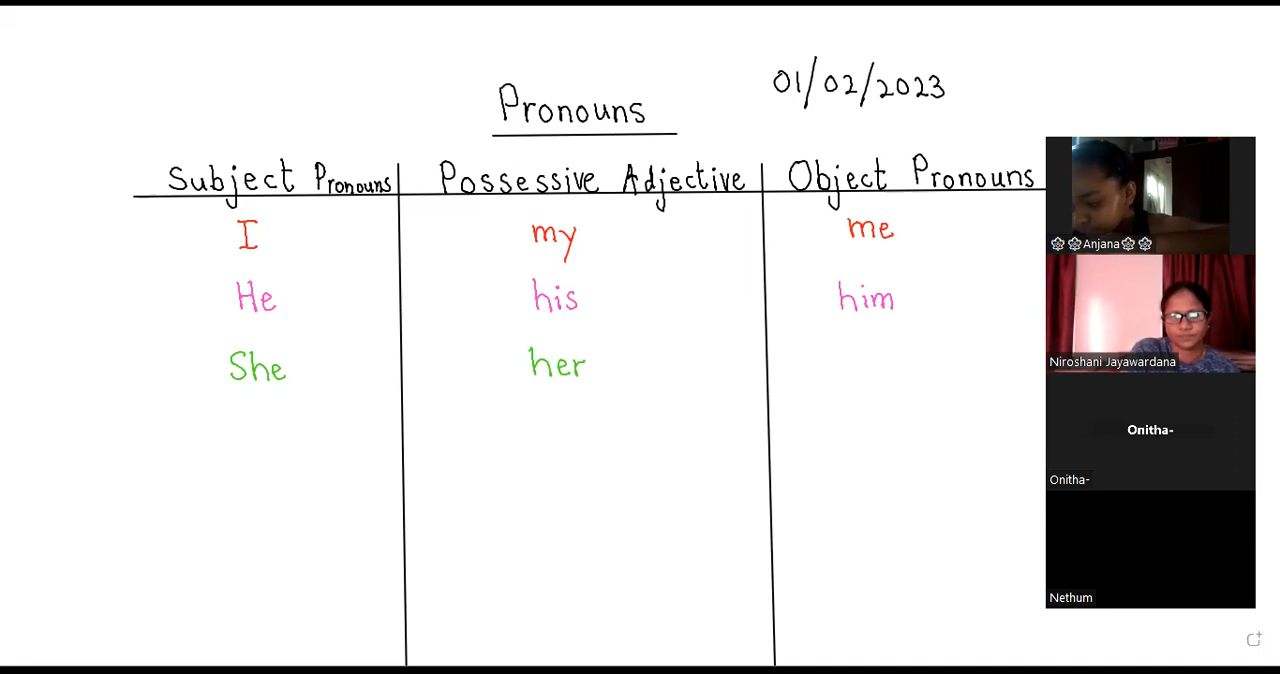 Pronouns
01/02/2023
Subject Pronouns
Possessive Adjective
Object Pronouns
I
my
me
He
his
him
She
her
Anjana
Niroshani Jayawardana
Onitha-
Onitha-
Nethum